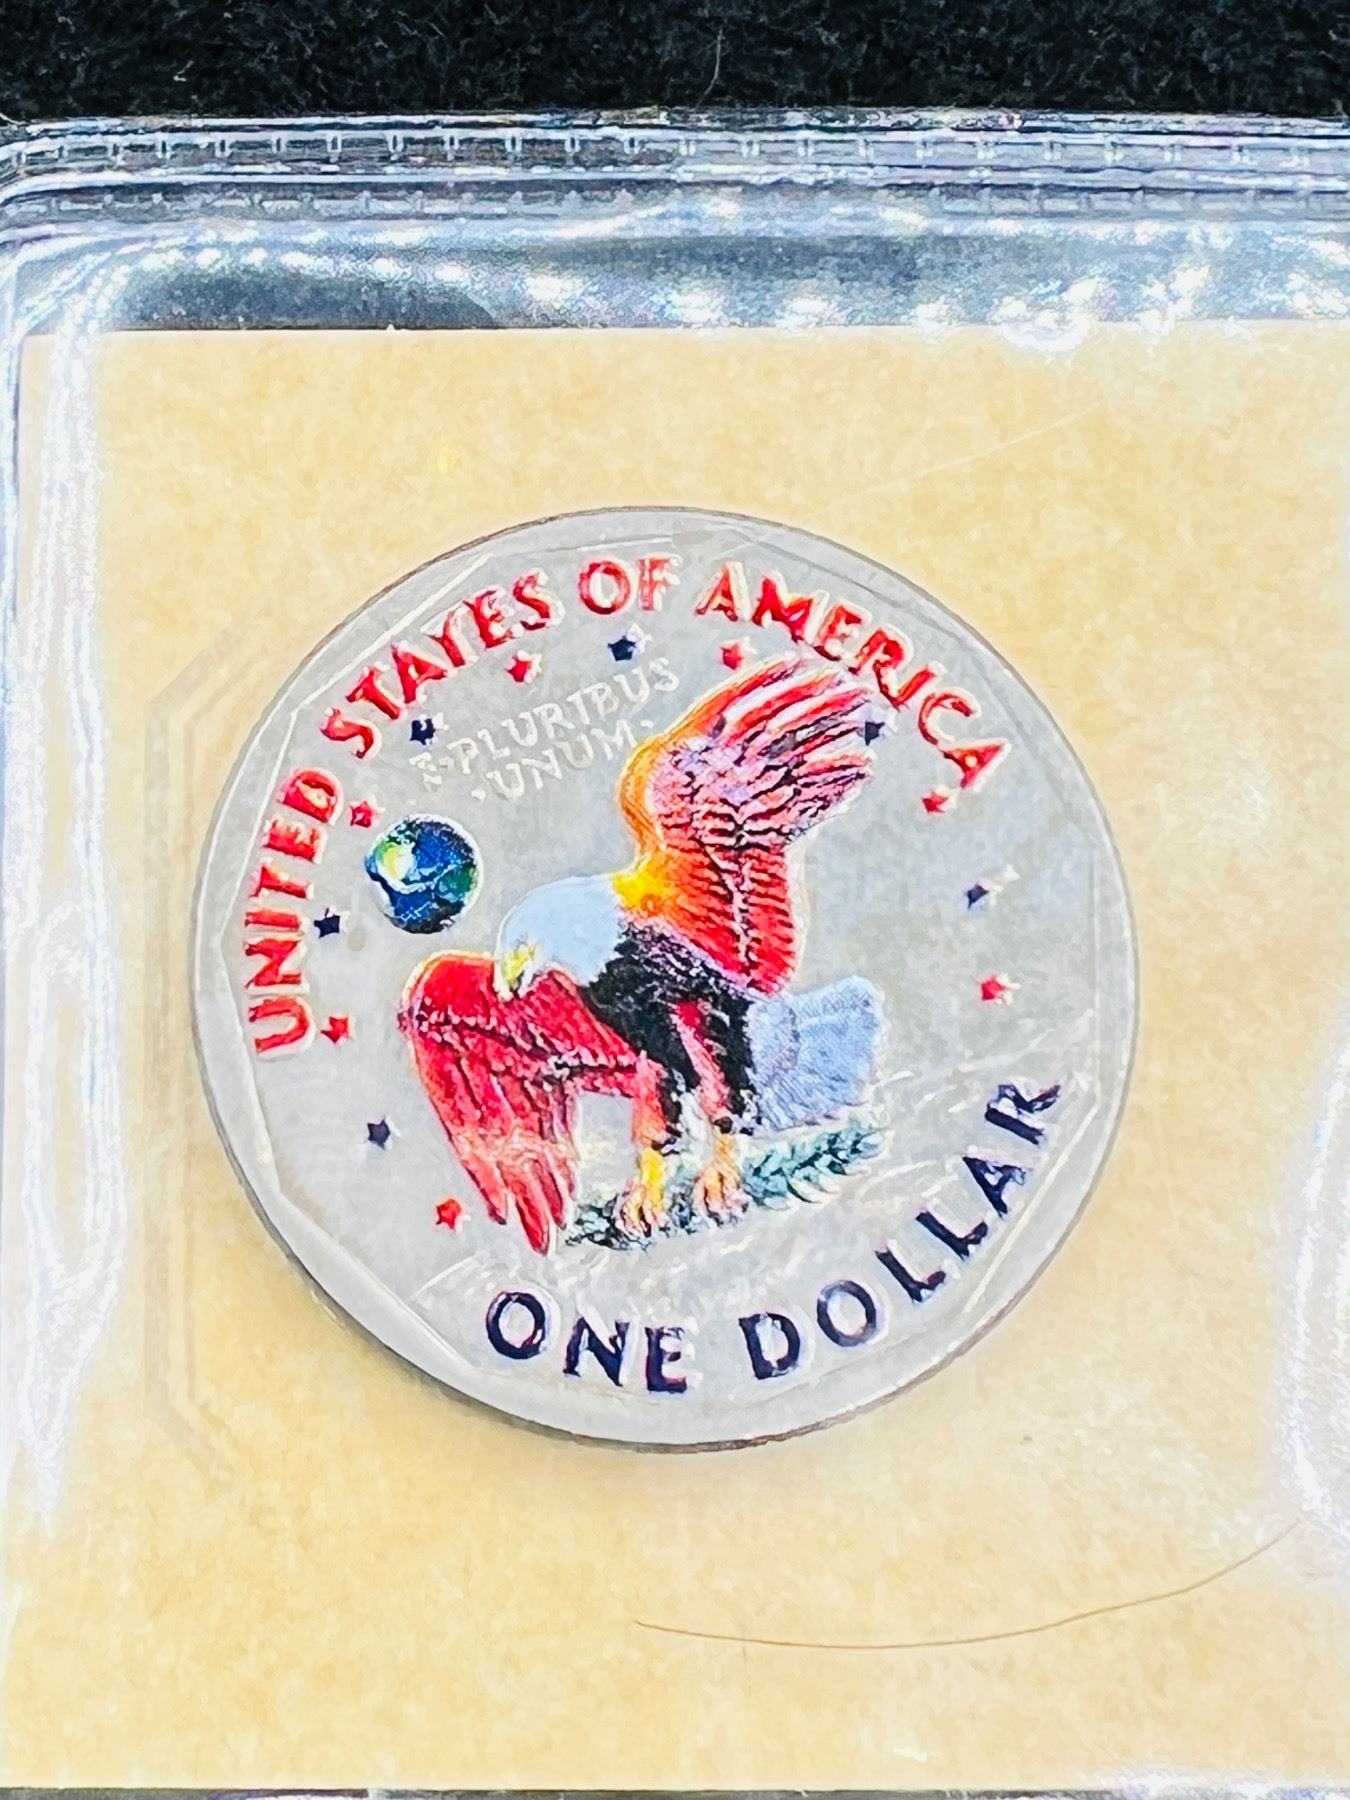 UNITED STATES OF AMERICA
E·PLURIBUS
·UNUM·
ONE DOLLAR